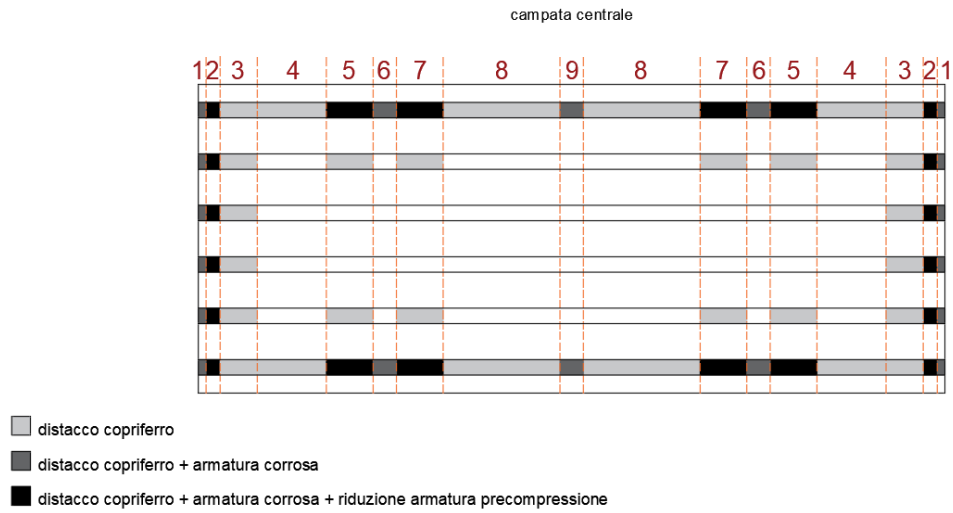 campata centrale
1 2 3 4 5 6 7 8 9 8 7 6 5 4 3 2 1
distacco copriferro
distacco copriferro + armatura corrosa
distacco copriferro + armatura corrosa + riduzione armatura precompressione